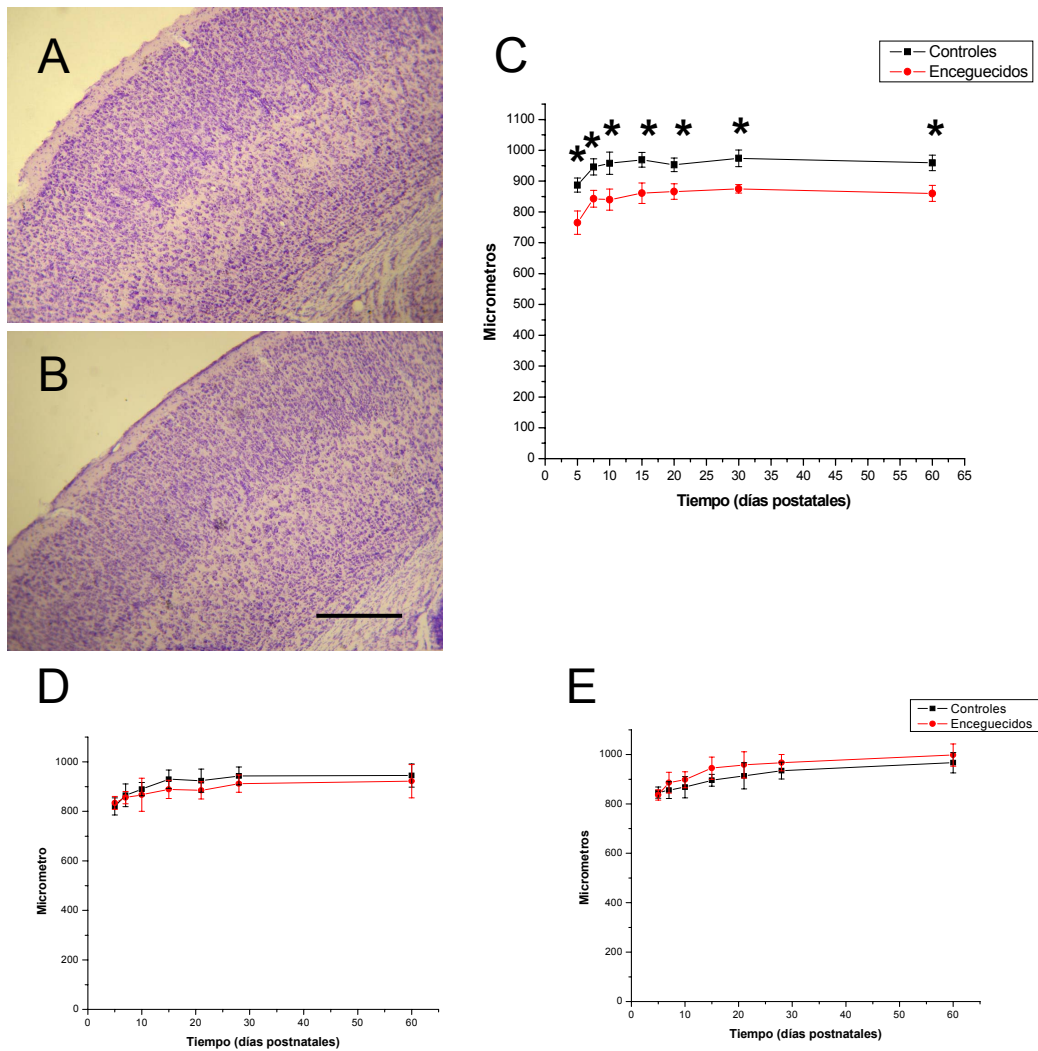 A
B
C
Controles
Enceguecidos
* * * * * * *
1100
1000
900
800
700
600
500
400
300
200
100
0
Micrometros
0 5 10 15 20 25 30 35 40 45 50 55 60 65
Tiempo (días postatales)
D
1000
800
600
400
200
0
Micrometro
0 10 20 30 40 50 60
Tiempo (días postnatales)
E
Controles
Enceguecidos
1000
800
600
400
200
0
Micrometros
0 10 20 30 40 50 60
Tiempo (días postnatales)